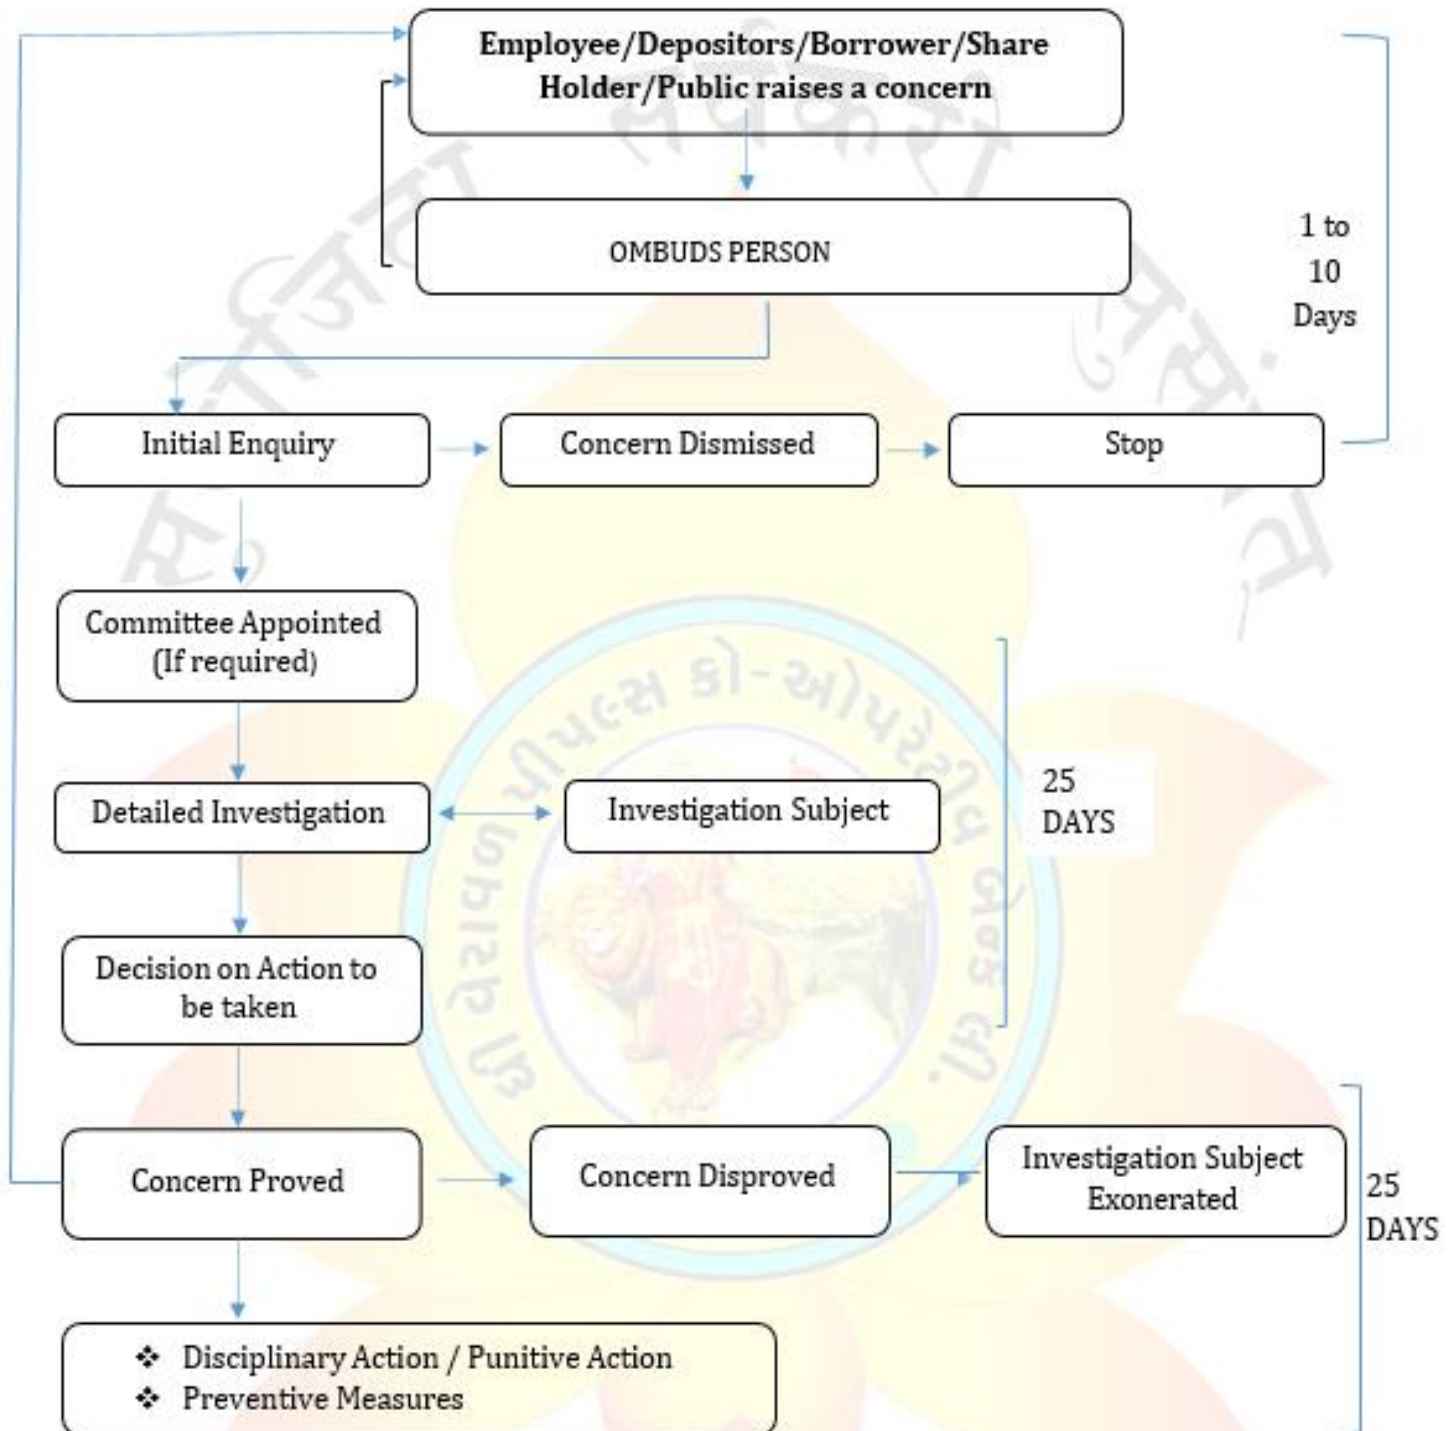 Employee/Depositors/Borrower/Share
Holder/Public raises a concern
OMBUDS PERSON
1 to
10
Days
Initial Enquiry
Concern Dismissed
Stop
Committee Appointed
(If required)
Detailed Investigation
Investigation Subject
25
DAYS
Decision on Action to
be taken
Concern Proved
Concern Disproved
Investigation Subject
Exonerated
25
DAYS
❖ Disciplinary Action / Punitive Action
❖ Preventive Measures
પીપલ્સ કો-ઓપરેટીવ બેન્ક લી.